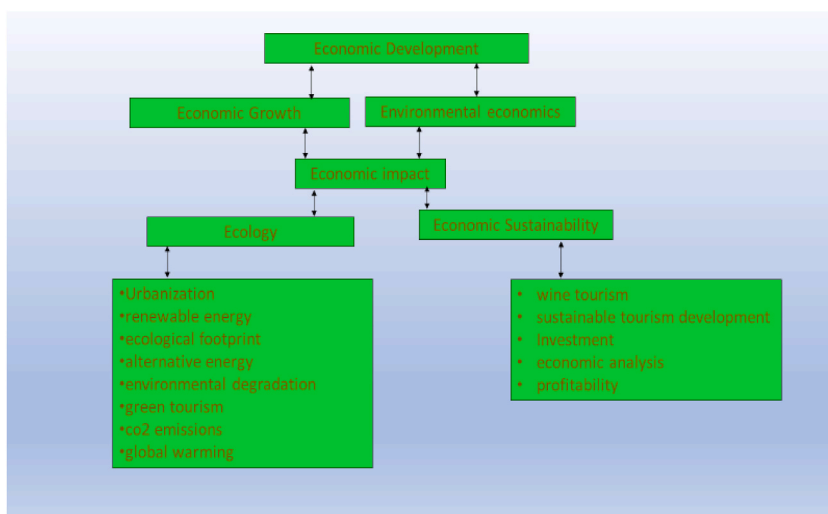 Economic Development
Economic Growth
Environmental economics
Economic impact
Ecology
Economic Sustainability
•Urbanization
•renewable energy
•ecological footprint
•alternative energy
•environmental degradation
•green tourism
•co2 emissions
•global warming
• wine tourism
• sustainable tourism development
• Investment
• economic analysis
• profitability